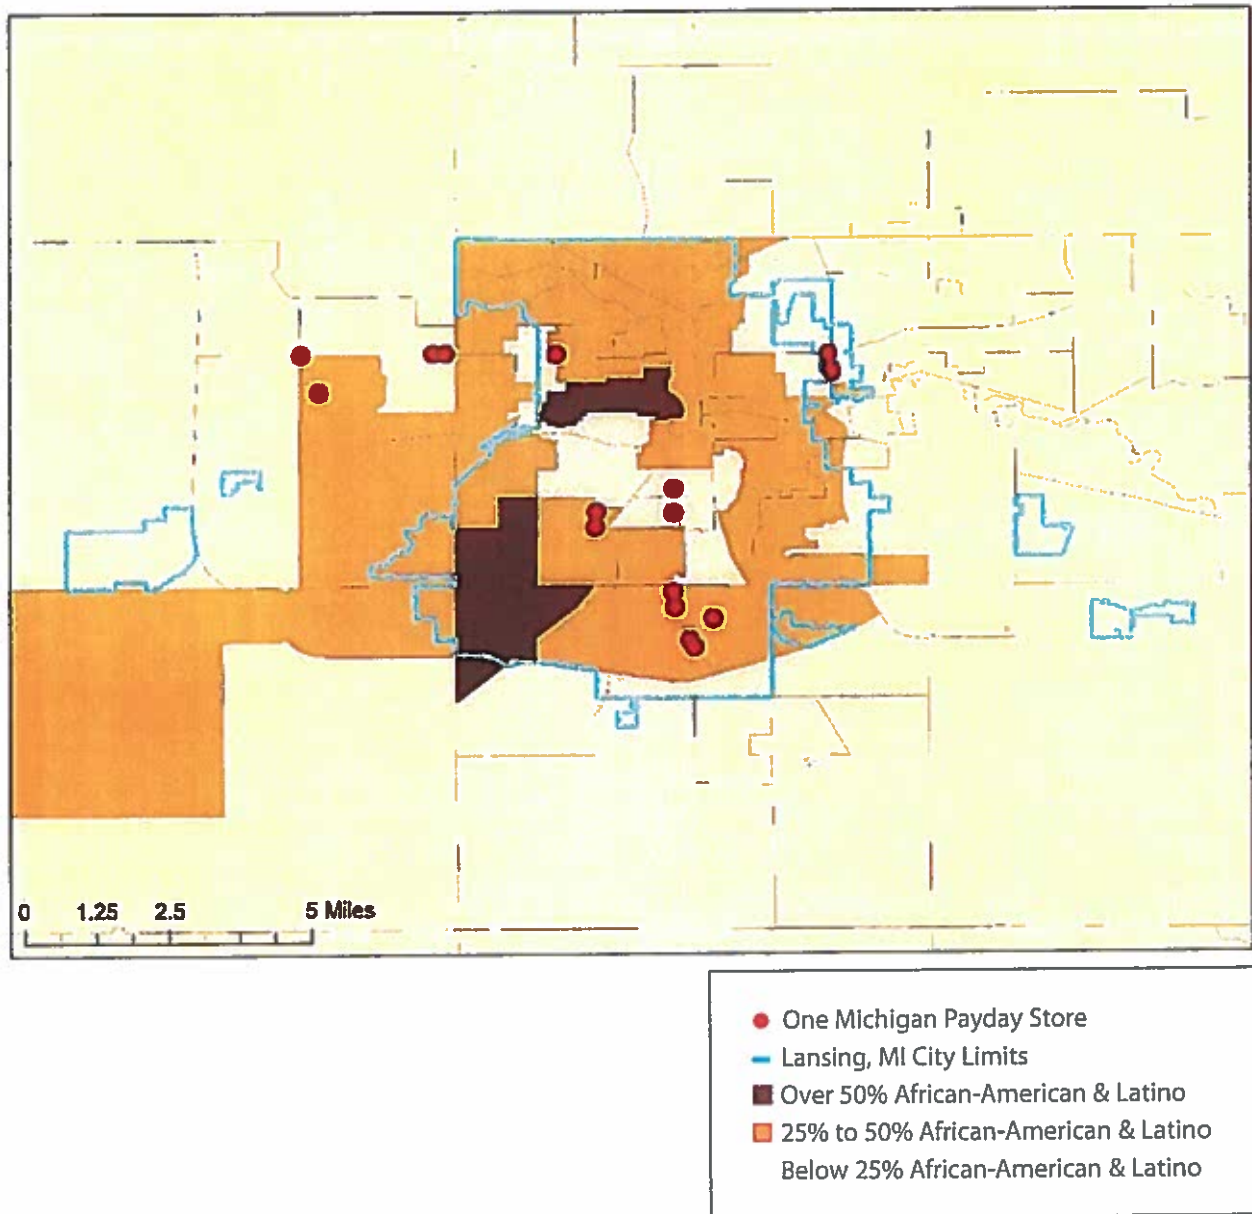 0 1.25 2.5 5 Miles
One Michigan Payday Store
Lansing, MI City Limits
Over 50% African-American & Latino
25% to 50% African-American & Latino
Below 25% African-American & Latino